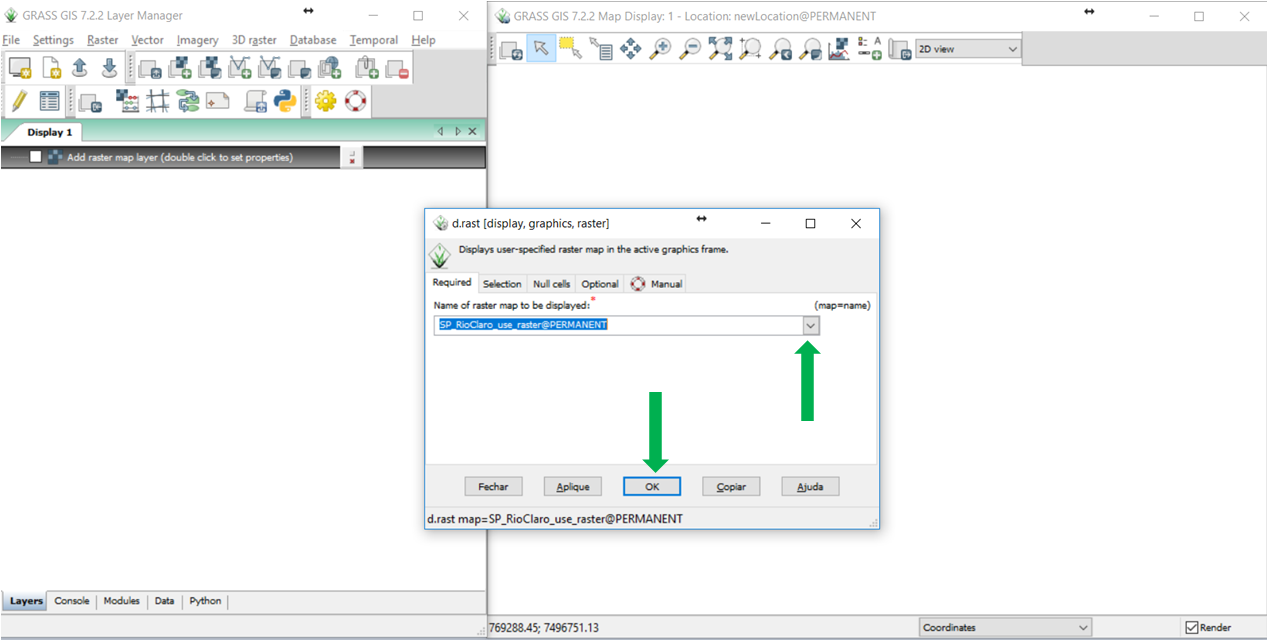 GRASS GIS 7.2.2 Layer Manager
File Settings Raster Vector Imagery 3D raster Database Temporal Help
Display 1
Add raster map layer (double click to set properties)
Layers Console Modules Data Python
GRASS GIS 7.2.2 Map Display: 1 - Location: newLocation@PERMANENT
A
2D view
d.rast [display, graphics, raster]
Displays user-specified raster map in the active graphics frame.
Required Selection Null cells Optional Manual
Name of raster map to be displayed:* (map=name)
SP_RioClaro_use_raster@PERMANENT
Fechar Aplique OK Copiar Ajuda
d.rast map=SP_RioClaro_use_raster@PERMANENT
769288.45; 7496751.13 Coordinates Render